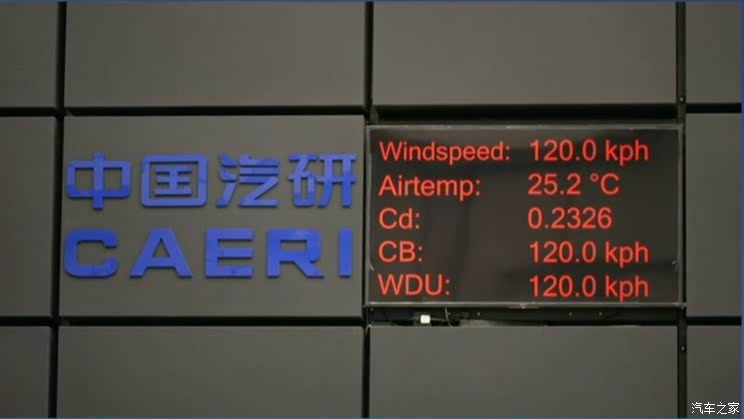 中国汽研
CAERI
Windspeed: 120.0 kph
Airtemp: 25.2 °C
Cd: 0.2326
CB: 120.0 kph
WDU: 120.0 kph
汽车之家